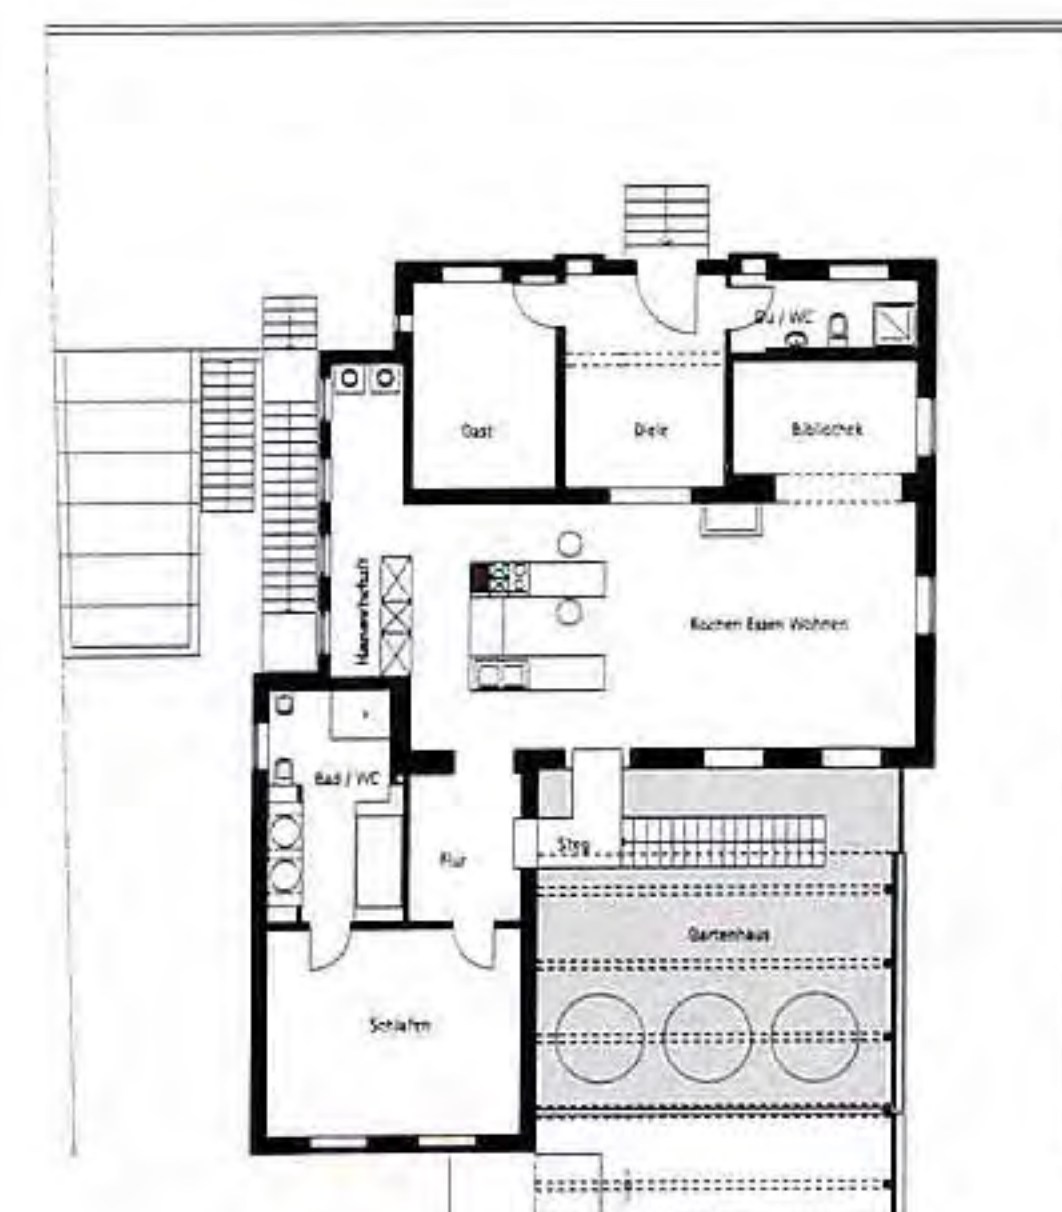 Du / WC
Gast
Diele
Bibliothek
Hauswirtschaft
Kochen Essen Wohnen
Bad / WC
Flur
Steg
Gartenhaus
Schlafen